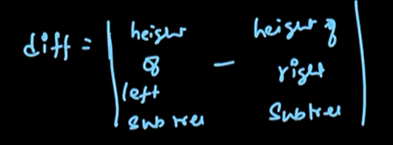 diff = | height of left subtree - height of right subtree |